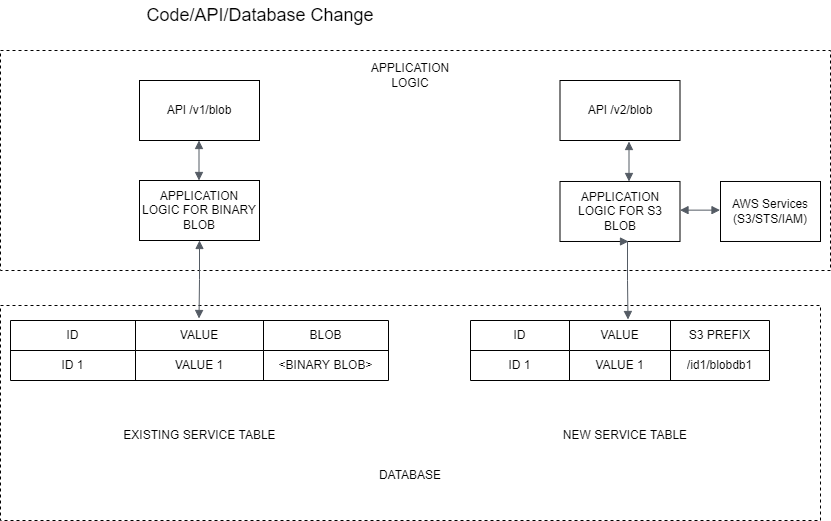 Code/API/Database Change
APPLICATION
LOGIC
API /v1/blob
API /v2/blob
APPLICATION
LOGIC FOR BINARY
BLOB
APPLICATION
LOGIC FOR S3
BLOB
AWS Services
(S3/STS/IAM)
ID VALUE BLOB
ID 1 VALUE 1 <BINARY BLOB>
ID VALUE S3 PREFIX
ID 1 VALUE 1 /id1/blobdb1
EXISTING SERVICE TABLE
NEW SERVICE TABLE
DATABASE